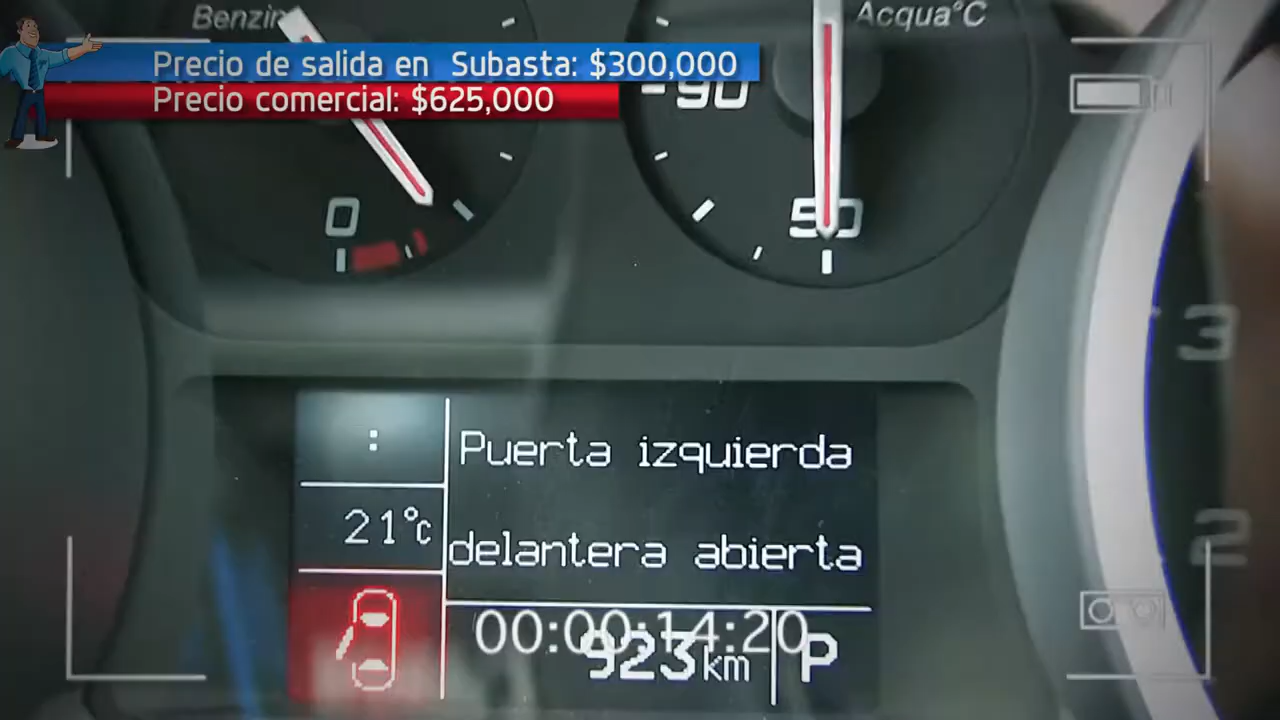 Benzin
Acqua°C
Precio de salida en Subasta: $300,000
Precio comercial: $625,000
90
0
50
3
2
:
Puerta izquierda
21°C
delantera abierta
00:00:14:20
923 km
P